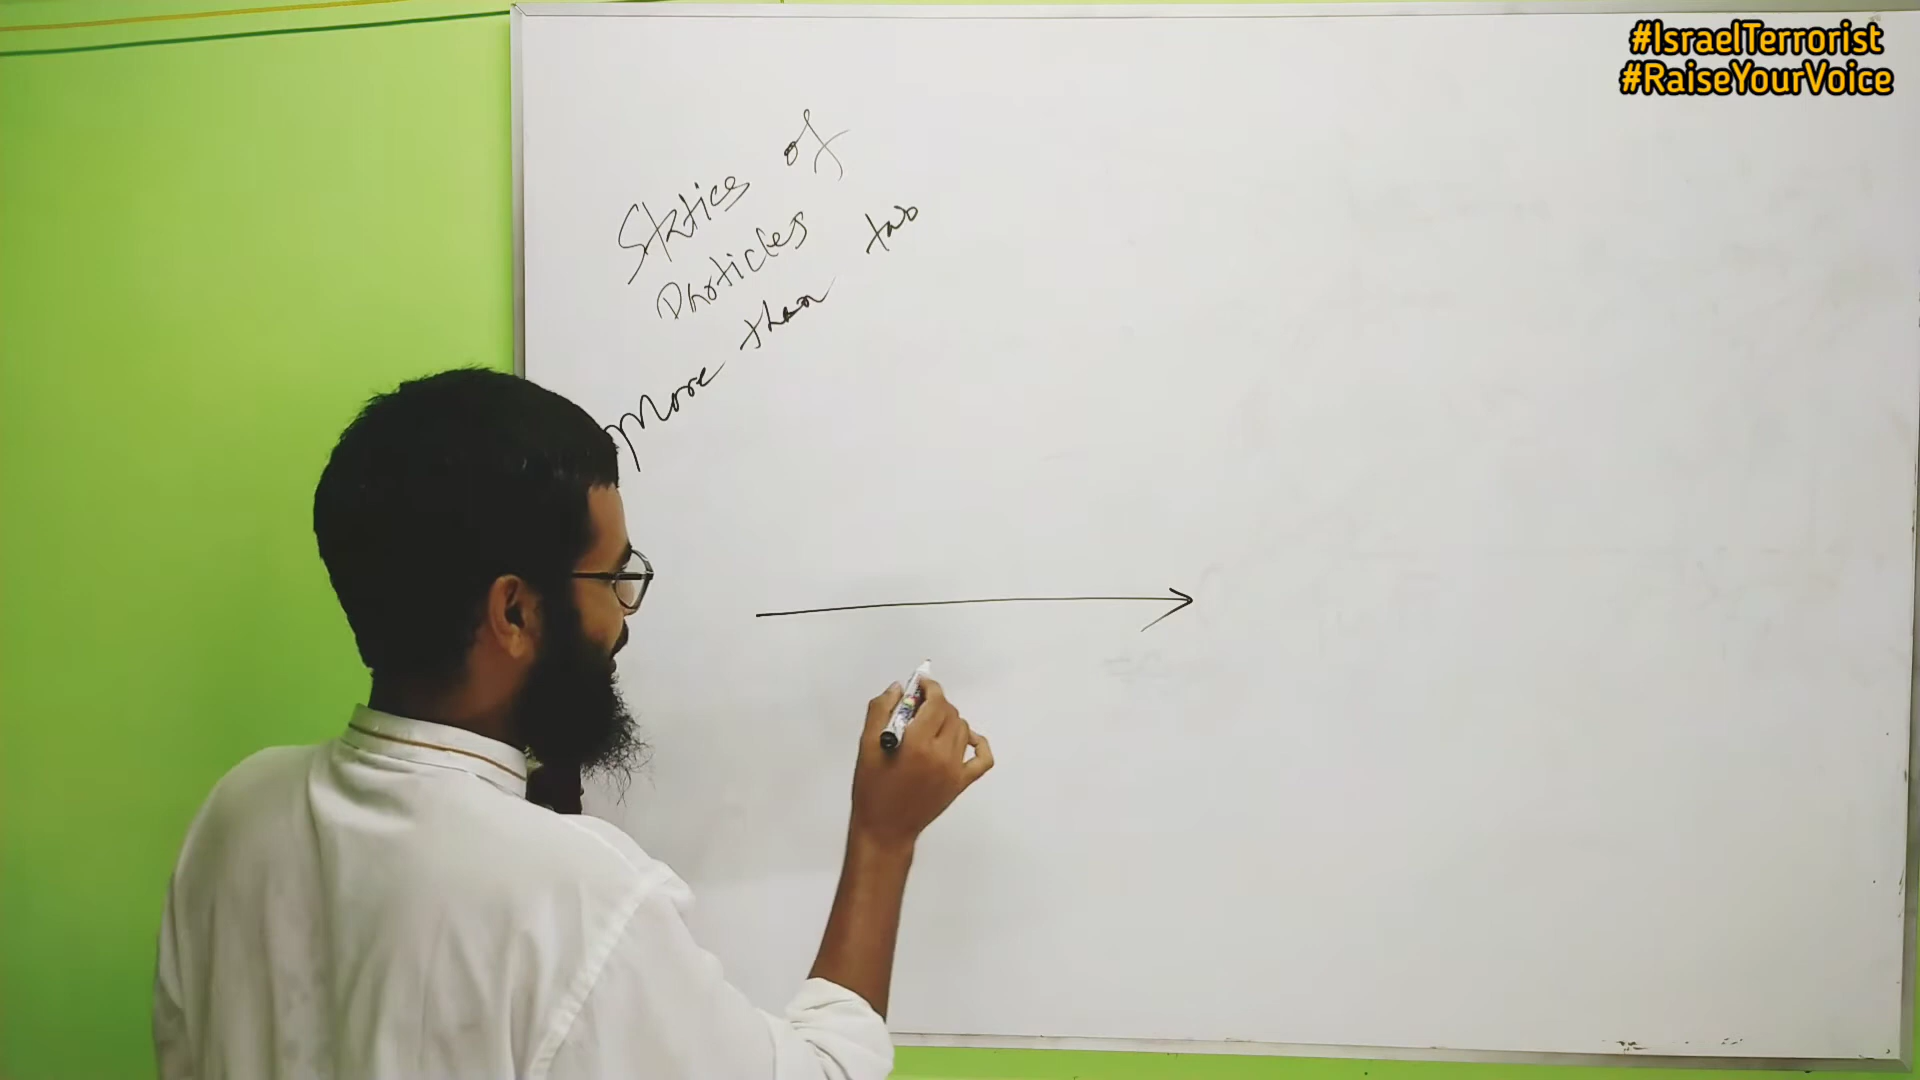 #IsraelTerrorist
#RaiseYourVoice
Statics of
Particles
More than two